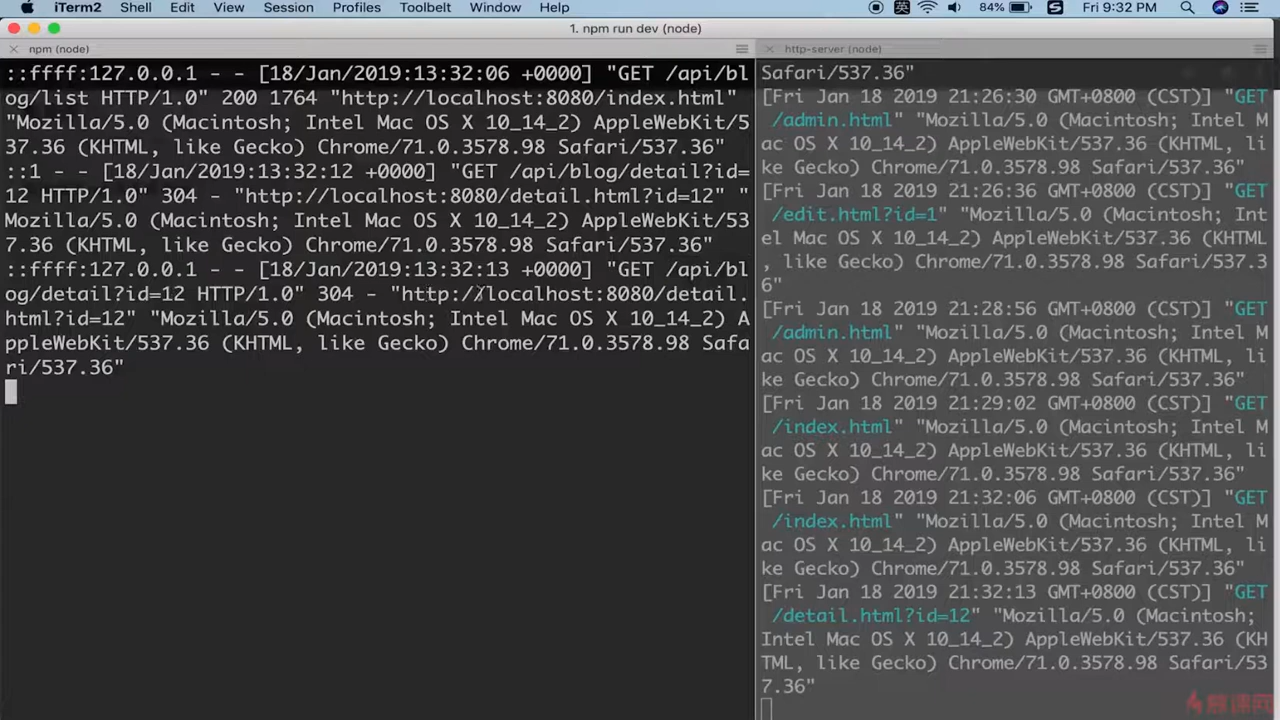 iTerm2 Shell Edit View Session Profiles Toolbelt Window Help 英 84% S Fri 9:32 PM
1. npm run dev (node)
npm (node)
::ffff:127.0.0.1 - - [18/Jan/2019:13:32:06 +0000] "GET /api/bl
og/list HTTP/1.0" 200 1764 "http://localhost:8080/index.html"
"Mozilla/5.0 (Macintosh; Intel Mac OS X 10_14_2) AppleWebKit/5
37.36 (KHTML, like Gecko) Chrome/71.0.3578.98 Safari/537.36"
::1 - - [18/Jan/2019:13:32:12 +0000] "GET /api/blog/detail?id=
12 HTTP/1.0" 304 - "http://localhost:8080/detail.html?id=12" "
Mozilla/5.0 (Macintosh; Intel Mac OS X 10_14_2) AppleWebKit/53
7.36 (KHTML, like Gecko) Chrome/71.0.3578.98 Safari/537.36"
::ffff:127.0.0.1 - - [18/Jan/2019:13:32:13 +0000] "GET /api/bl
og/detail?id=12 HTTP/1.0" 304 - "http://localhost:8080/detail.
html?id=12" "Mozilla/5.0 (Macintosh; Intel Mac OS X 10_14_2) A
ppleWebKit/537.36 (KHTML, like Gecko) Chrome/71.0.3578.98 Safa
ri/537.36"
http-server (node)
Safari/537.36"
[Fri Jan 18 2019 21:26:30 GMT+0800 (CST)] "GET
/admin.html" "Mozilla/5.0 (Macintosh; Intel M
ac OS X 10_14_2) AppleWebKit/537.36 (KHTML, li
ke Gecko) Chrome/71.0.3578.98 Safari/537.36"
[Fri Jan 18 2019 21:26:36 GMT+0800 (CST)] "GET
/edit.html?id=1" "Mozilla/5.0 (Macintosh; Int
el Mac OS X 10_14_2) AppleWebKit/537.36 (KHTML
, like Gecko) Chrome/71.0.3578.98 Safari/537.3
6"
[Fri Jan 18 2019 21:28:56 GMT+0800 (CST)] "GET
/admin.html" "Mozilla/5.0 (Macintosh; Intel M
ac OS X 10_14_2) AppleWebKit/537.36 (KHTML, li
ke Gecko) Chrome/71.0.3578.98 Safari/537.36"
[Fri Jan 18 2019 21:29:02 GMT+0800 (CST)] "GET
/index.html" "Mozilla/5.0 (Macintosh; Intel M
ac OS X 10_14_2) AppleWebKit/537.36 (KHTML, li
ke Gecko) Chrome/71.0.3578.98 Safari/537.36"
[Fri Jan 18 2019 21:32:06 GMT+0800 (CST)] "GET
/index.html" "Mozilla/5.0 (Macintosh; Intel M
ac OS X 10_14_2) AppleWebKit/537.36 (KHTML, li
ke Gecko) Chrome/71.0.3578.98 Safari/537.36"
[Fri Jan 18 2019 21:32:13 GMT+0800 (CST)] "GET
/detail.html?id=12" "Mozilla/5.0 (Macintosh;
Intel Mac OS X 10_14_2) AppleWebKit/537.36 (KH
TML, like Gecko) Chrome/71.0.3578.98 Safari/53
7.36"
慕课网